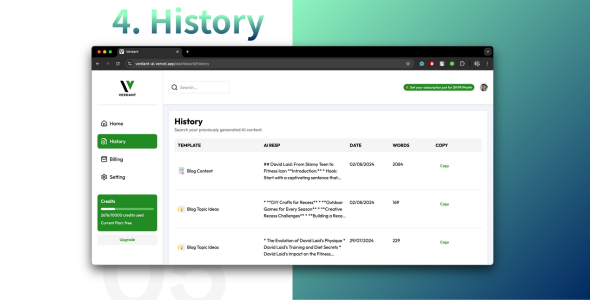 4. History
Verdant
verdant-ai.vercel.app/dashboard/history
VERDANT
Search...
Get your subscription just for $9.99/Month
Home
History
Billing
Setting
Credits
Current Plan: free
Upgrade
History
Search your previously generated AI content.
TEMPLATE AI RESP DATE WORDS COPY
Blog Content
## David Laid: From Skinny Teen to
Fitness Icon **Introduction:** * Hook:
Start with a captivating sentence that...
02/08/2024 2084 Copy
Blog Topic Ideas
* **DIY Crafts for Recess** * **Outdoor
Games for Every Season** * **Creative
Recess Challenges** * **Building a Rece...
02/08/2024 169 Copy
Blog Topic Ideas
* The Evolution of David Laid's Physique *
David Laid's Training and Diet Secrets *
David Laid's Impact on the Fitness...
29/07/2024 229 Copy